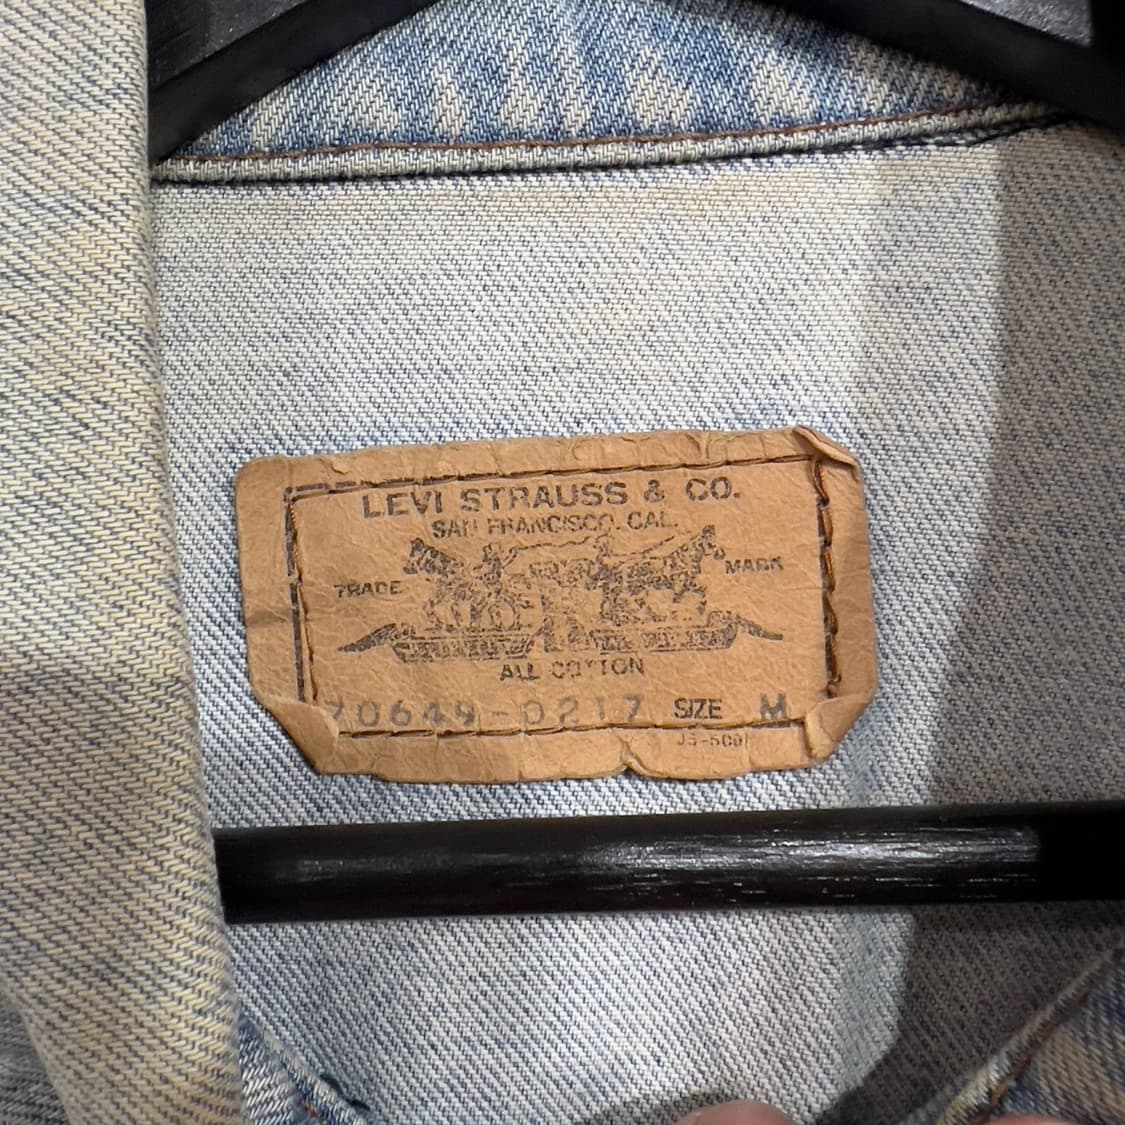 LEVI STRAUSS & CO.
SAN FRANCISCO, CAL.
TRADE MARK
ALL COTTON
70649-0217 SIZE M